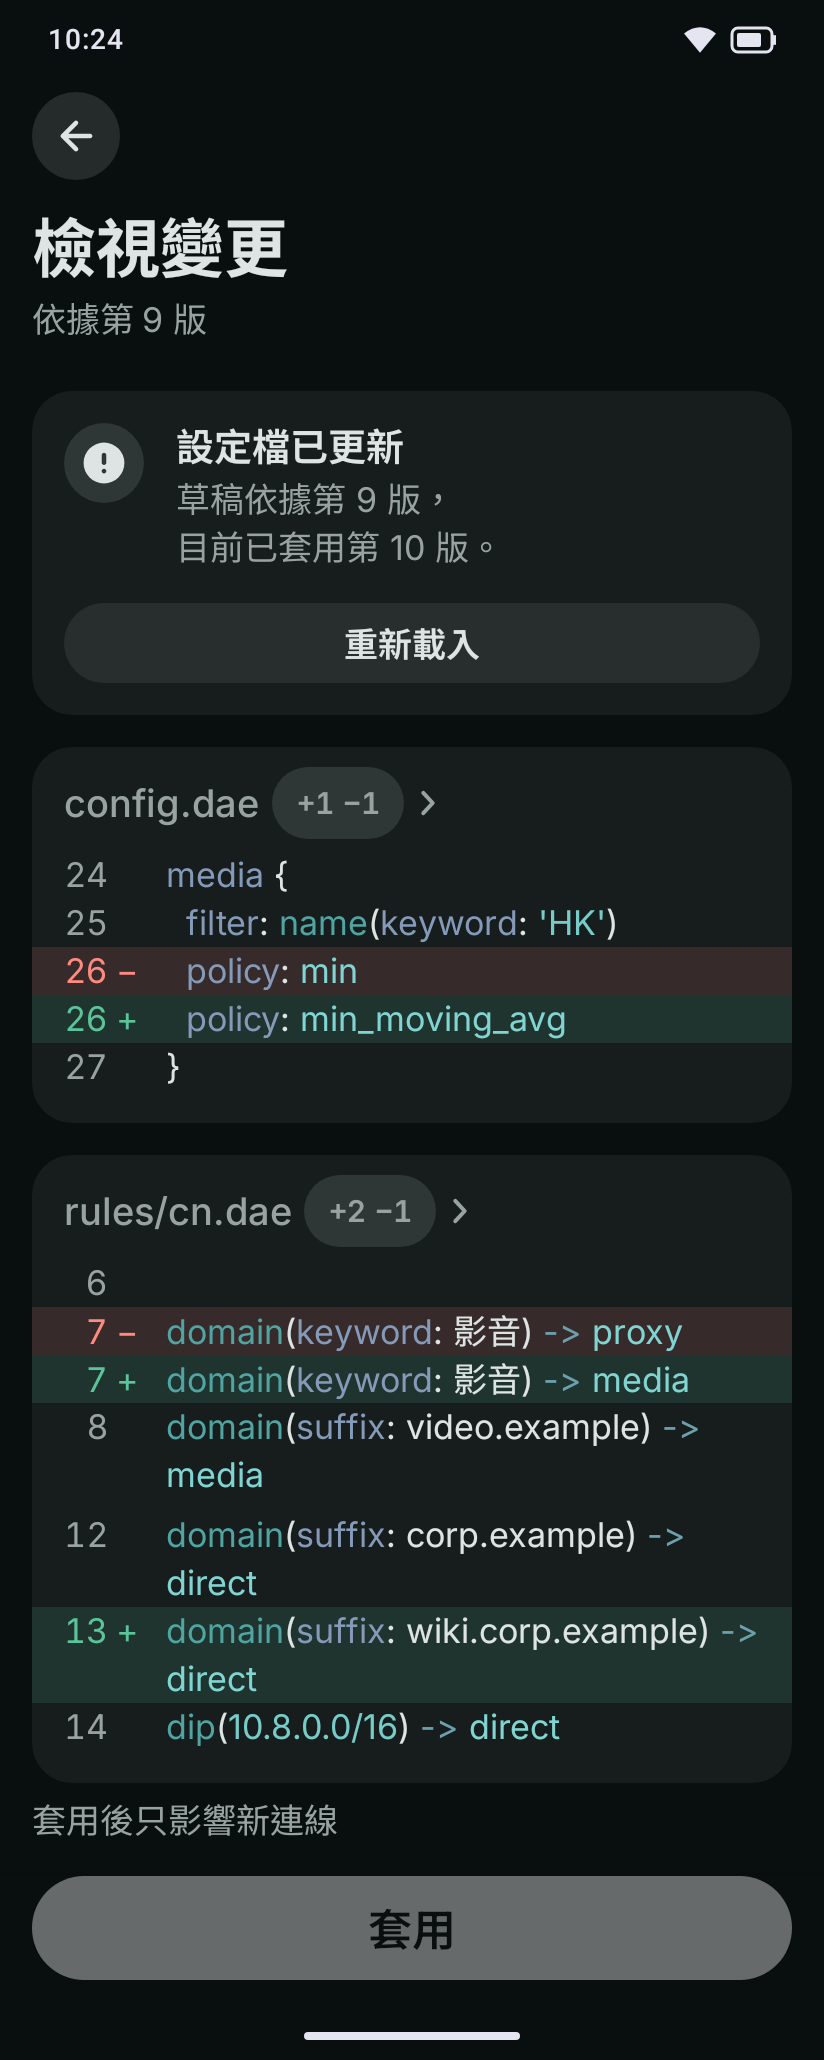 10:24
檢視變更
依據第 9 版
設定檔已更新
草稿依據第 9 版，
目前已套用第 10 版。
重新載入
config.dae +1 −1
24 media {
25 filter: name(keyword: 'HK')
26 − policy: min
26 + policy: min_moving_avg
27 }
rules/cn.dae +2 −1
6
7 − domain(keyword: 影音) -> proxy
7 + domain(keyword: 影音) -> media
8 domain(suffix: video.example) ->
media
12 domain(suffix: corp.example) ->
direct
13 + domain(suffix: wiki.corp.example) ->
direct
14 dip(10.8.0.0/16) -> direct
套用後只影響新連線
套用